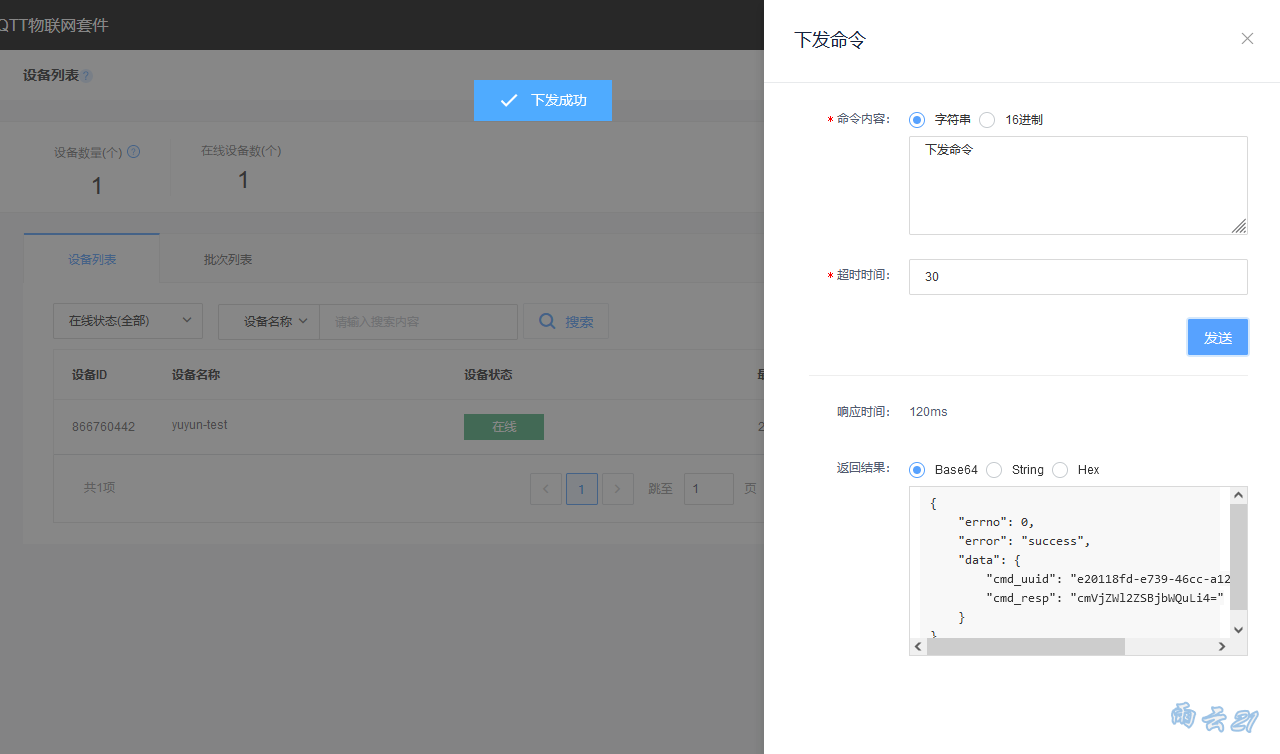 QTT物联网套件
设备列表 ?
下发成功
设备数量(个) ?
1
在线设备数(个)
1
设备列表
批次列表
在线状态(全部)
设备名称
请输入搜索内容
搜索
设备ID 设备名称 设备状态
866760442 yuyun-test 在线 2
共1项
< 1 > 跳至 1 页
下发命令
* 命令内容: 字符串 16进制
下发命令
* 超时时间: 30
发送
响应时间: 120ms
返回结果: Base64 String Hex
{
"errno": 0,
"error": "success",
"data": {
"cmd_uuid": "e20118fd-e739-46cc-a12
"cmd_resp": "cmVjZWl2ZSBjbWQuLi4="
}
}
雨云21